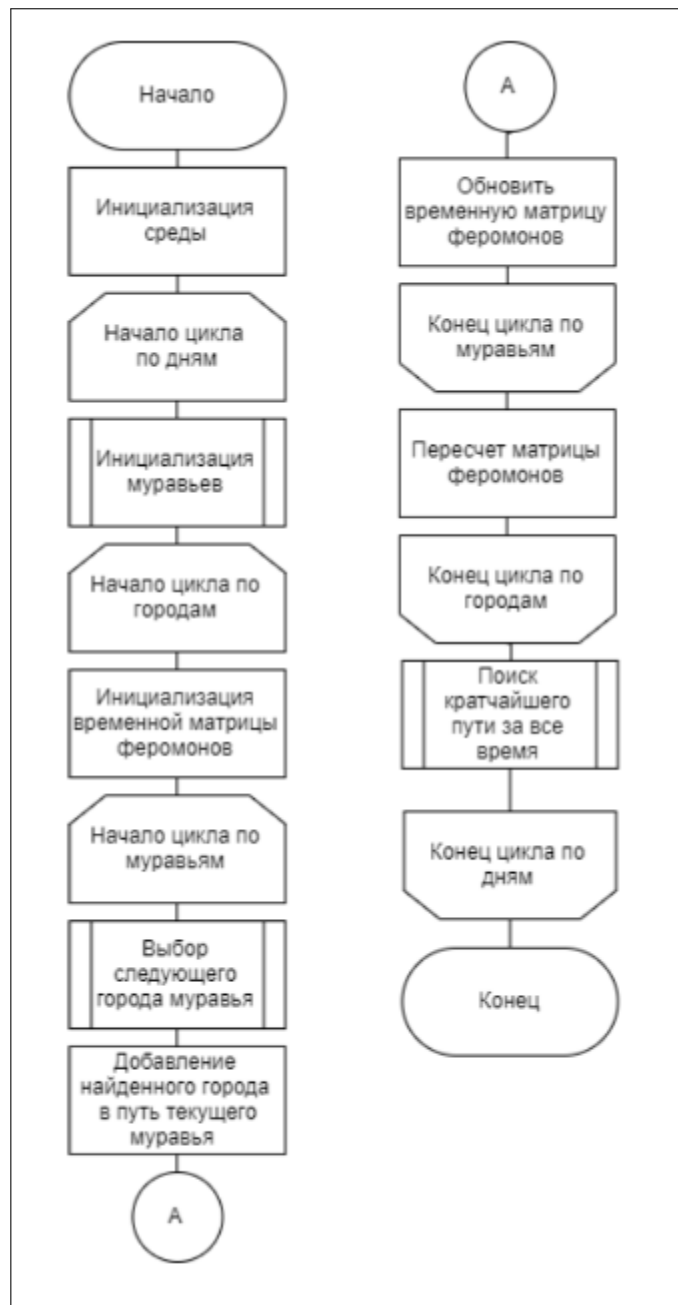 Начало
Инициализация
среды
Начало цикла
по дням
Инициализация
муравьев
Начало цикла по
городам
Инициализация
временной матрицы
феромонов
Начало цикла по
муравьям
Выбор
следующего
города муравья
Добавление
найденного города
в путь текущего
муравья
А
А
Обновить
временную матрицу
феромонов
Конец цикла по
муравьям
Пересчет матрицы
феромонов
Конец цикла по
городам
Поиск
кратчайшего
пути за все
время
Конец цикла по
дням
Конец